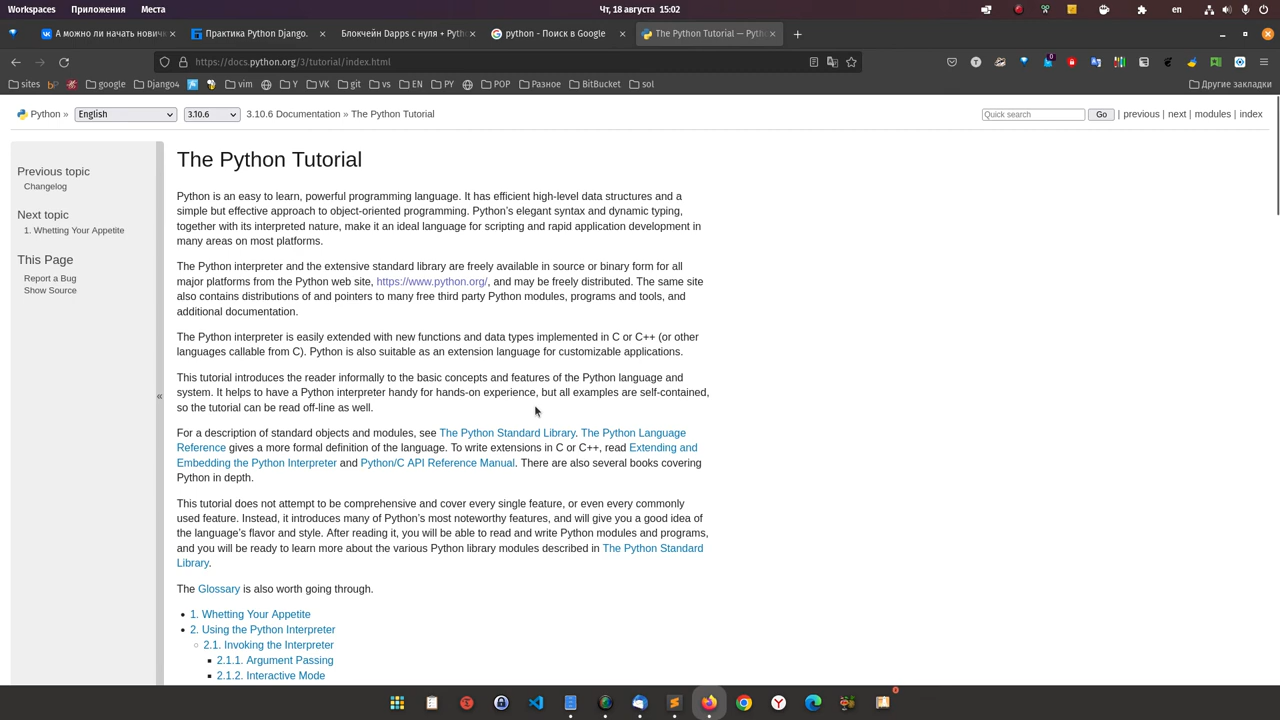 Workspaces Приложения Места Чт, 18 августа 15:02 en
А можно ли начать новичк Практика Python Django. Блокчейн Dapps с нуля + Pyth python - Поиск в Google The Python Tutorial — Pyth
https://docs.python.org/3/tutorial/index.html
sites google Django4 vim Y VK git vs EN PY POP Разное BitBucket sol Другие закладки
Python » English 3.10.6 3.10.6 Documentation » The Python Tutorial Quick search Go | previous | next | modules | index
Previous topic
Changelog
Next topic
1. Whetting Your Appetite
This Page
Report a Bug
Show Source
«
The Python Tutorial
Python is an easy to learn, powerful programming language. It has efficient high-level data structures and a
simple but effective approach to object-oriented programming. Python's elegant syntax and dynamic typing,
together with its interpreted nature, make it an ideal language for scripting and rapid application development in
many areas on most platforms.
The Python interpreter and the extensive standard library are freely available in source or binary form for all
major platforms from the Python web site, https://www.python.org/, and may be freely distributed. The same site
also contains distributions of and pointers to many free third party Python modules, programs and tools, and
additional documentation.
The Python interpreter is easily extended with new functions and data types implemented in C or C++ (or other
languages callable from C). Python is also suitable as an extension language for customizable applications.
This tutorial introduces the reader informally to the basic concepts and features of the Python language and
system. It helps to have a Python interpreter handy for hands-on experience, but all examples are self-contained,
so the tutorial can be read off-line as well.
For a description of standard objects and modules, see The Python Standard Library. The Python Language
Reference gives a more formal definition of the language. To write extensions in C or C++, read Extending and
Embedding the Python Interpreter and Python/C API Reference Manual. There are also several books covering
Python in depth.
This tutorial does not attempt to be comprehensive and cover every single feature, or even every commonly
used feature. Instead, it introduces many of Python's most noteworthy features, and will give you a good idea of
the language's flavor and style. After reading it, you will be able to read and write Python modules and programs,
and you will be ready to learn more about the various Python library modules described in The Python Standard
Library.
The Glossary is also worth going through.
• 1. Whetting Your Appetite
• 2. Using the Python Interpreter
◦ 2.1. Invoking the Interpreter
▪ 2.1.1. Argument Passing
▪ 2.1.2. Interactive Mode